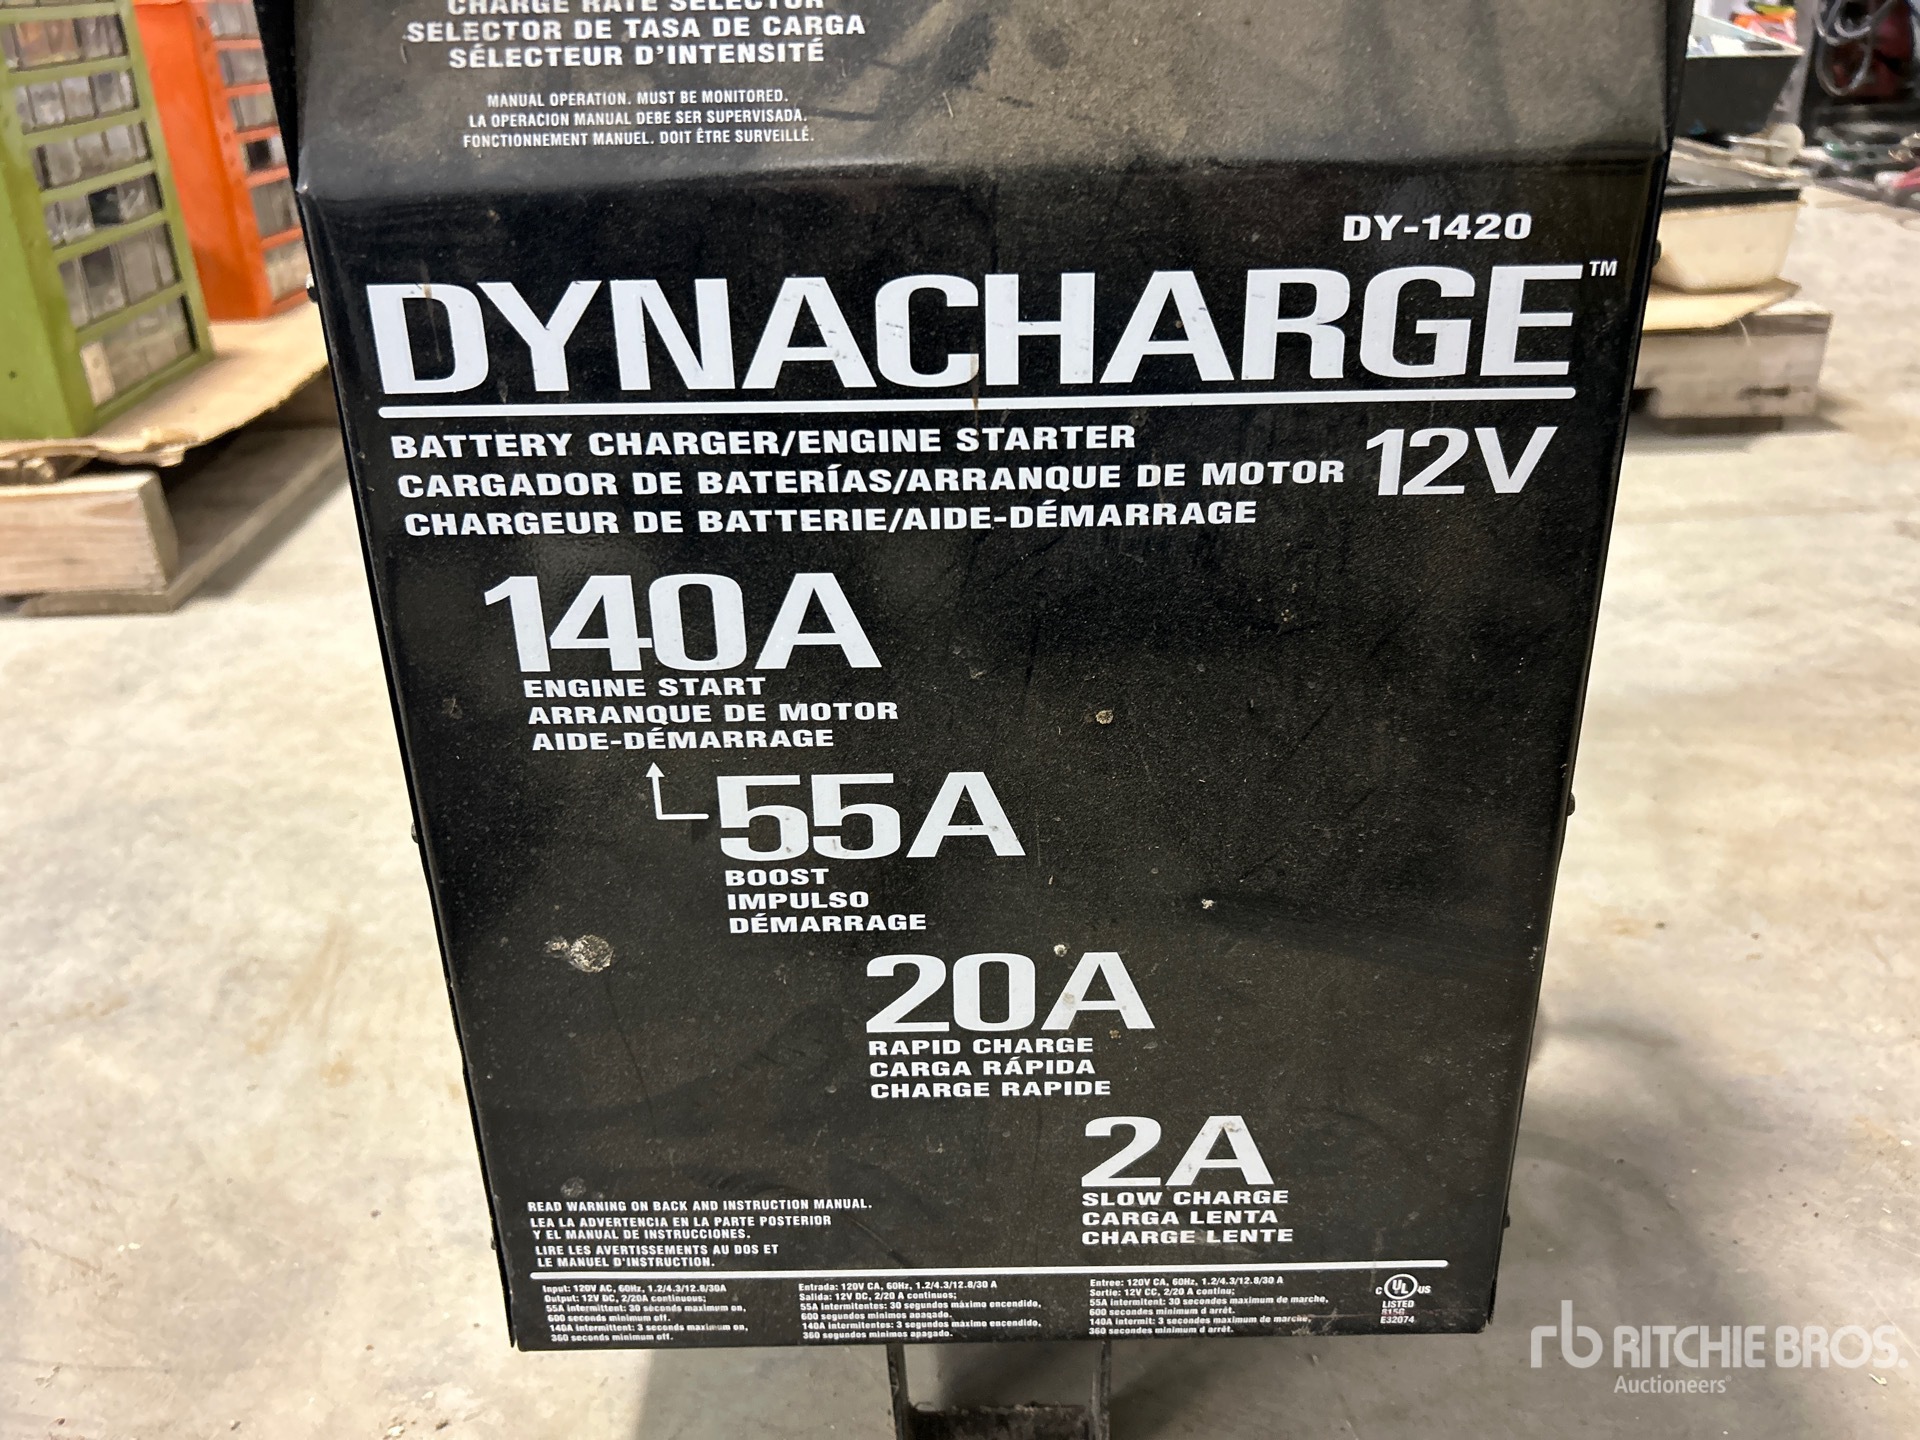 CHARGE RATE SELECTOR
SELECTOR DE TASA DE CARGA
SÉLECTEUR D'INTENSITÉ
MANUAL OPERATION. MUST BE MONITORED.
LA OPERACION MANUAL DEBE SER SUPERVISADA.
FONCTIONNEMENT MANUEL. DOIT ÊTRE SURVEILLÉ.
DY-1420
DYNACHARGE™
BATTERY CHARGER/ENGINE STARTER
CARGADOR DE BATERÍAS/ARRANQUE DE MOTOR
CHARGEUR DE BATTERIE/AIDE-DÉMARRAGE
12V
140A
ENGINE START
ARRANQUE DE MOTOR
AIDE-DÉMARRAGE
55A
BOOST
IMPULSO
DÉMARRAGE
20A
RAPID CHARGE
CARGA RÁPIDA
CHARGE RAPIDE
2A
SLOW CHARGE
CARGA LENTA
CHARGE LENTE
READ WARNING ON BACK AND INSTRUCTION MANUAL.
LEA LA ADVERTENCIA EN LA PARTE POSTERIOR
Y EL MANUAL DE INSTRUCCIONES.
LIRE LES AVERTISSEMENTS AU DOS ET
LE MANUEL D'INSTRUCTION.
Input: 120V AC, 60Hz, 1.2/4.3/12.8/30A
Output: 12V DC, 2/20A continuous;
55A intermittent: 30 seconds maximum on,
600 seconds minimum off.
140A intermittent: 3 seconds maximum on,
360 seconds minimum off.
Entrada: 120V CA, 60Hz, 1.2/4.3/12.8/30 A
Salida: 12V DC, 2/20 A continuos;
55A intermitentes: 30 segundos máximo encendido,
600 segundos mínimos apagado.
140A intermitentes: 3 segundos máximo encendido,
360 segundos mínimos apagado.
Entree: 120V CA, 60Hz, 1.2/4.3/12.8/30 A
Sortie: 12V CC, 2/20 A continu;
55A intermitent: 30 secondes maximum de marche,
600 secondes minimum d arrêt.
140A intermit: 3 secondes maximum de marche,
360 secondes minimum d arrêt.
C UL US
LISTED
815G
E32074
rb RITCHIE BROS.
Auctioneers